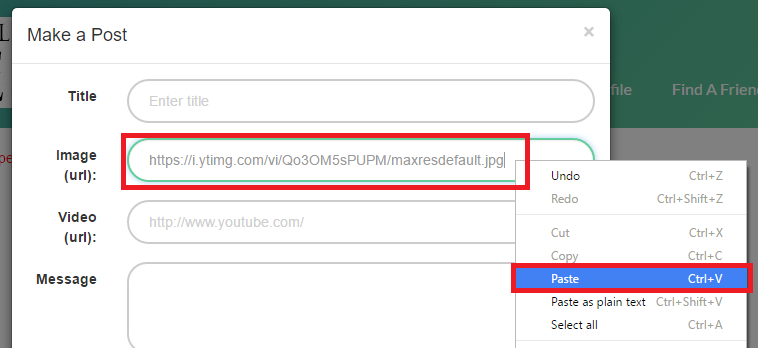 Make a Post ×
file Find A Frien
Title Enter title
Image (url): https://i.ytimg.com/vi/Qo3OM5sPUPM/maxresdefault.jpg
Video (url): http://www.youtube.com/
Message
Undo Ctrl+Z
Redo Ctrl+Shift+Z
Cut Ctrl+X
Copy Ctrl+C
Paste Ctrl+V
Paste as plain text Ctrl+Shift+V
Select all Ctrl+A